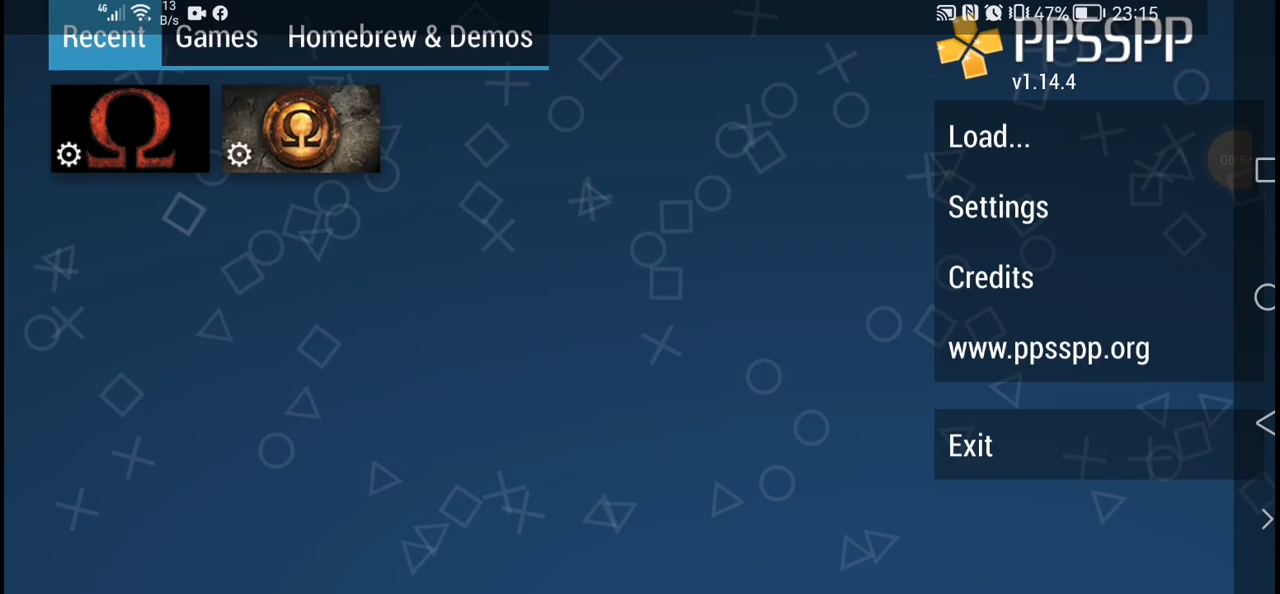 4G 13 B/s 47% 23:15
Recent Games Homebrew & Demos
PPSSPP
v1.14.4
Load...
Settings
Credits
www.ppsspp.org
Exit